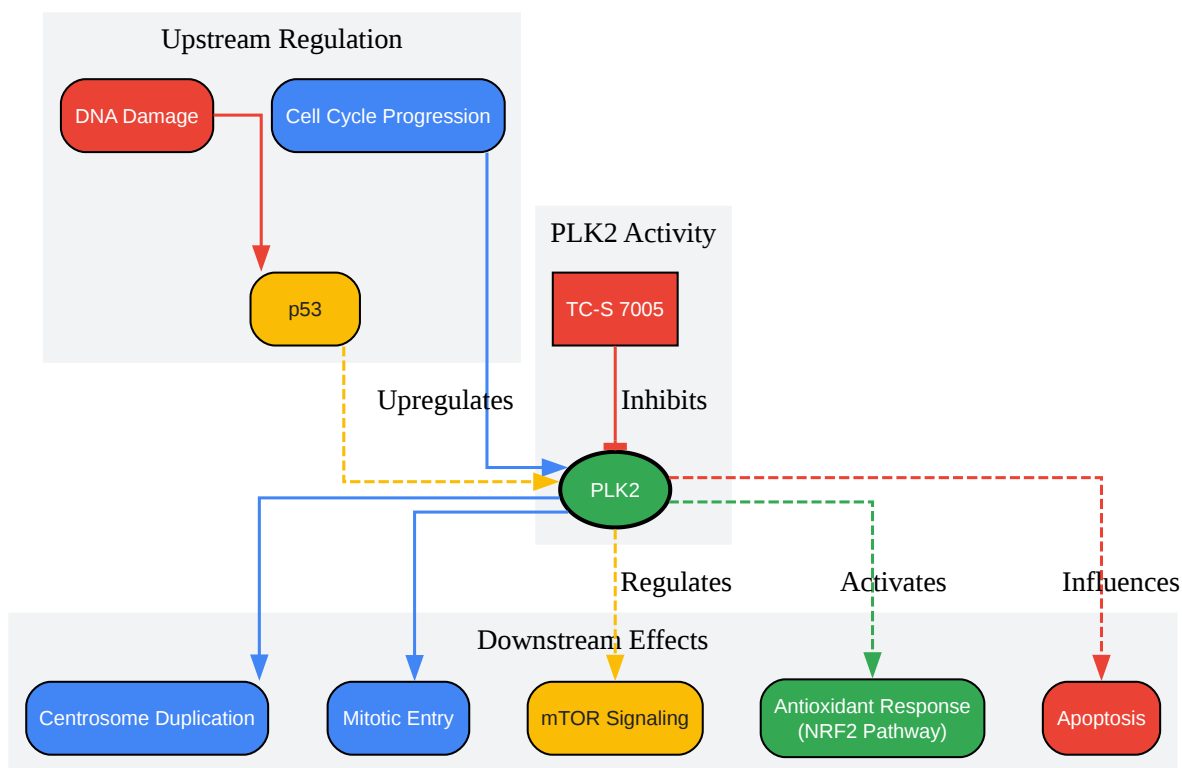 Upstream Regulation
DNA Damage
Cell Cycle Progression
PLK2 Activity
p53
TC-S 7005
Upregulates
Inhibits
PLK2
Regulates
Activates
Influences
Downstream Effects
Centrosome Duplication
Mitotic Entry
mTOR Signaling
Antioxidant Response
(NRF2 Pathway)
Apoptosis